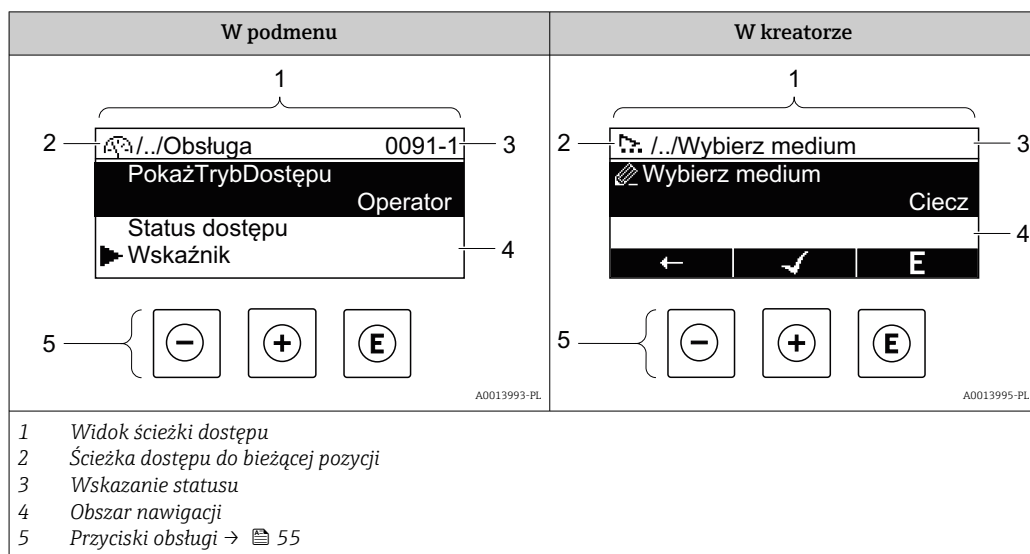 W podmenu
W kreatorze
1
2
/../Obsługa 0091-1
3
PokażTrybDostępu
Operator
Status dostępu
Wskaźnik
4
5
− + E
A0013993-PL
1
2
/../Wybierz medium
3
Wybierz medium
Ciecz
4
← ✓ E
5
− + E
A0013995-PL
1 Widok ścieżki dostępu
2 Ścieżka dostępu do bieżącej pozycji
3 Wskazanie statusu
4 Obszar nawigacji
5 Przyciski obsługi → 55